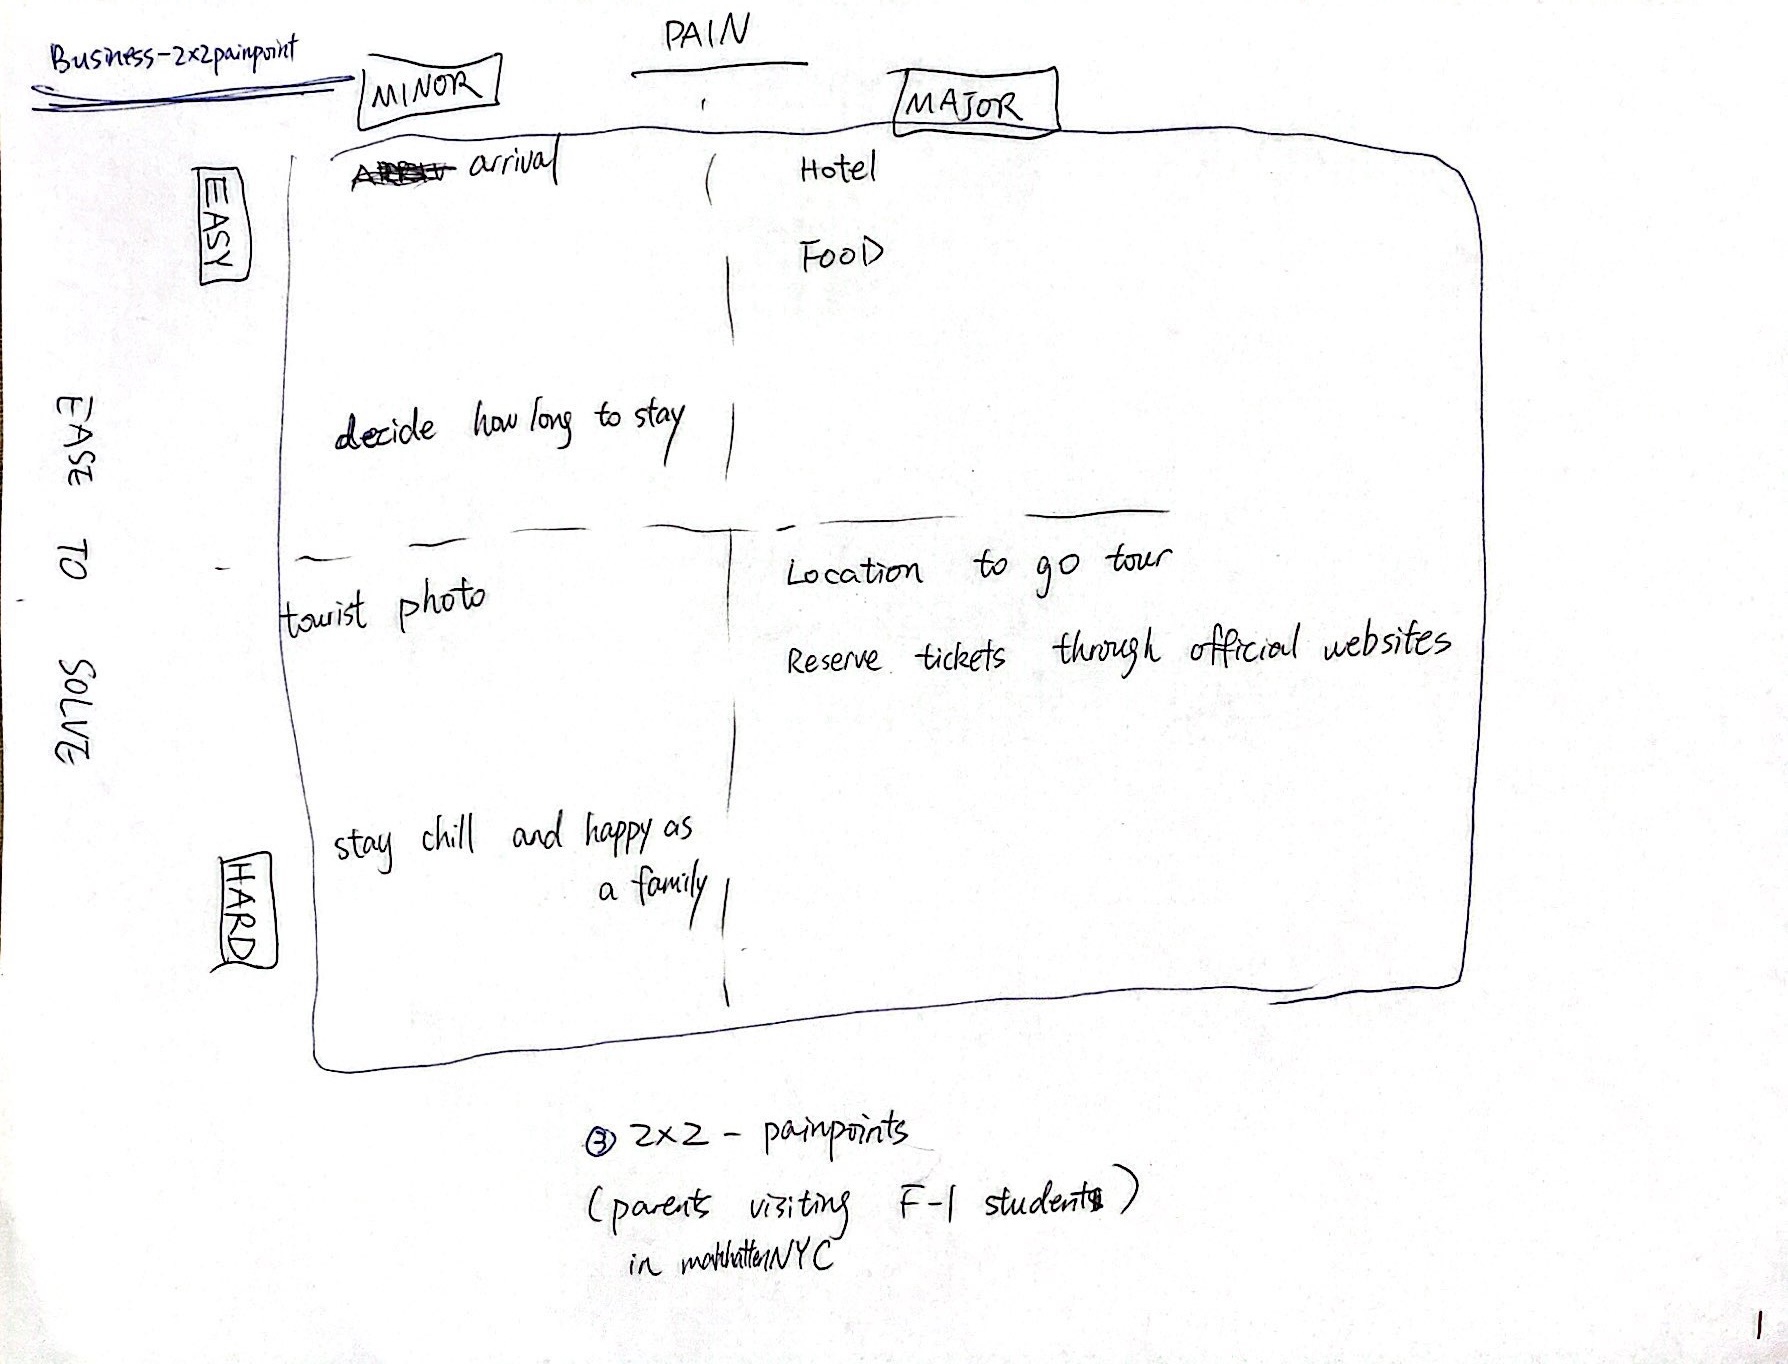 Business-2x2painpoint
PAIN
MINOR
MAJOR
EASY
arrival
Hotel
FOOD
decide how long to stay
EASE TO SOLVE
Location to go tour
tourist photo
Reserve tickets through official websites
stay chill and happy as
a family
HARD
③ 2x2 - painpoints
(parents visiting F-1 students)
in NYC
1